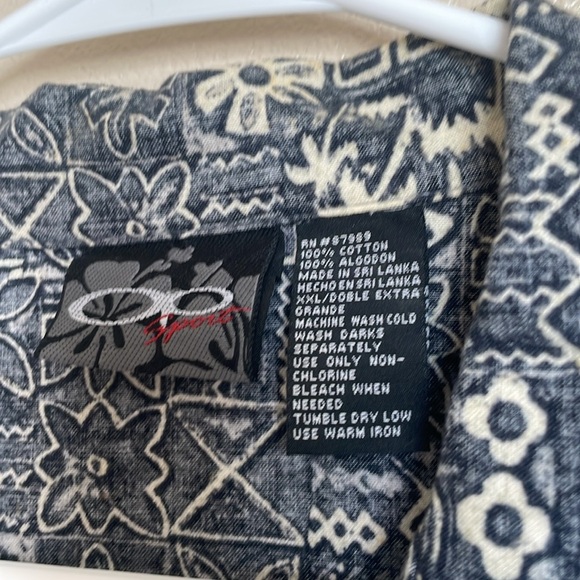 OP
Sport
RN #67989
100% COTTON
100% ALGODON
MADE IN SRI LANKA
HECHO EN SRI LANKA
XXL/DOBLE EXTRA
GRANDE
MACHINE WASH COLD
WASH DARKS
SEPARATELY
USE ONLY NON-
CHLORINE
BLEACH WHEN
NEEDED
TUMBLE DRY LOW
USE WARM IRON